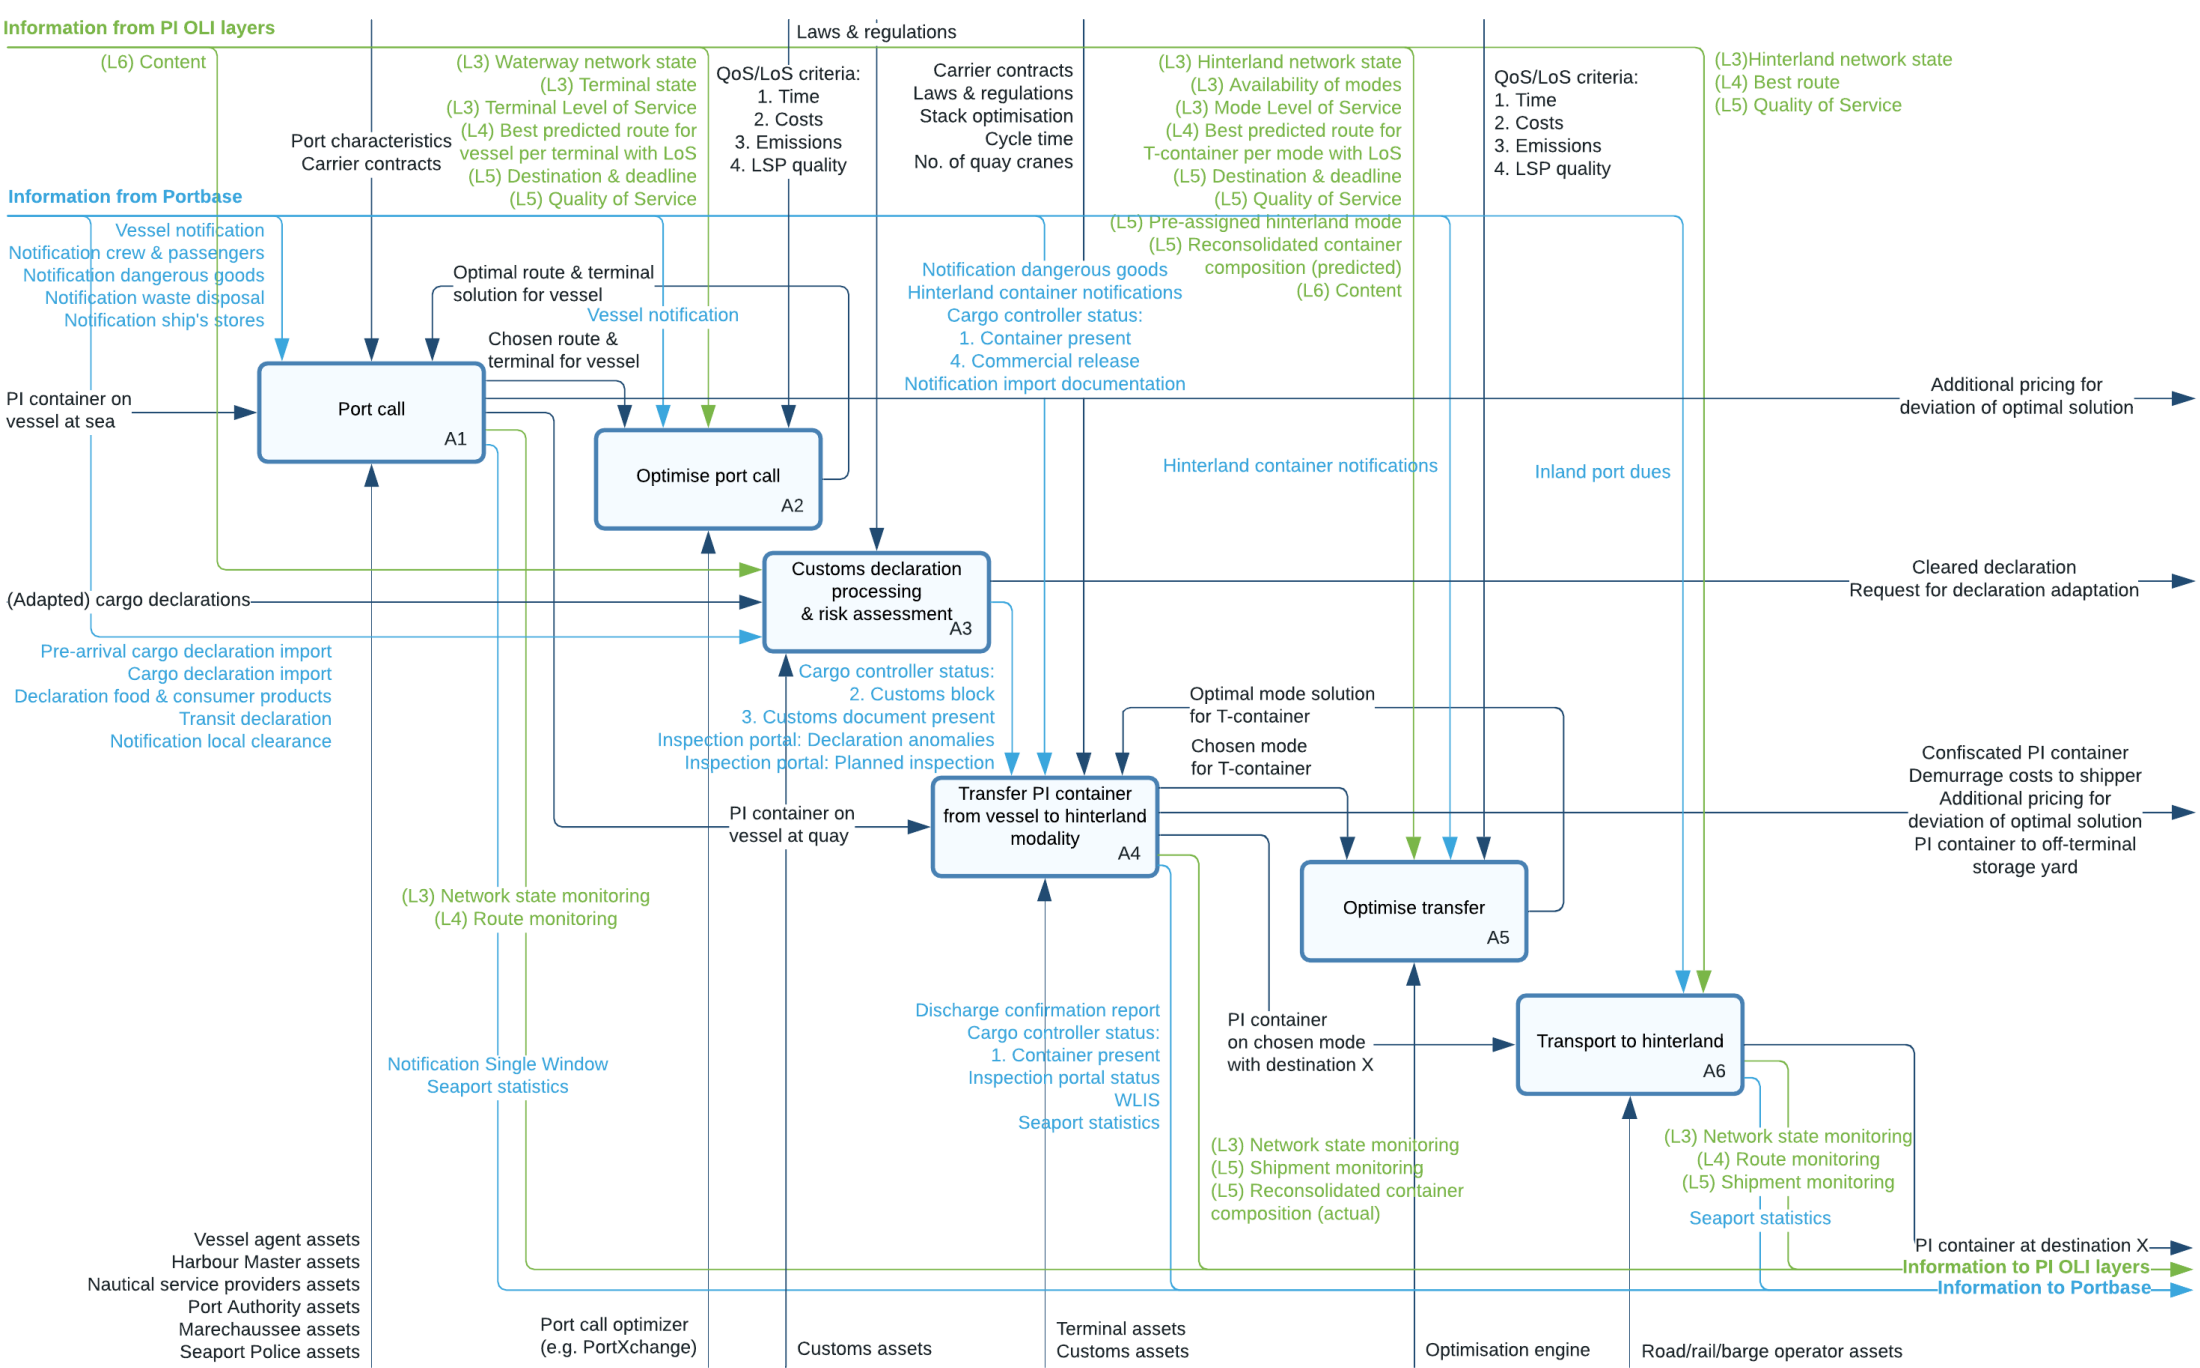 Information from PI OLI layers
(L6) Content
(L3) Waterway network state
(L3) Terminal state
(L3) Terminal Level of Service
(L4) Best predicted route for
vessel per terminal with LoS
(L5) Destination & deadline
(L5) Quality of Service
Port characteristics
Carrier contracts
Laws & regulations
QoS/LoS criteria:
1. Time
2. Costs
3. Emissions
4. LSP quality
Carrier contracts
Laws & regulations
Stack optimisation
Cycle time
No. of quay cranes
(L3) Hinterland network state
(L3) Availability of modes
(L3) Mode Level of Service
(L4) Best predicted route for
T-container per mode with LoS
(L5) Destination & deadline
(L5) Quality of Service
(L5) Pre-assigned hinterland mode
(L5) Reconsolidated container
composition (predicted)
(L6) Content
QoS/LoS criteria:
1. Time
2. Costs
3. Emissions
4. LSP quality
(L3)Hinterland network state
(L4) Best route
(L5) Quality of Service
Information from Portbase
Vessel notification
Notification crew & passengers
Notification dangerous goods
Notification waste disposal
Notification ship's stores
Optimal route & terminal
solution for vessel
Vessel notification
Chosen route &
terminal for vessel
Notification dangerous goods
Hinterland container notifications
Cargo controller status:
1. Container present
4. Commercial release
Notification import documentation
PI container on
vessel at sea
Port call
A1
Additional pricing for
deviation of optimal solution
Optimise port call
A2
Hinterland container notifications
Inland port dues
Customs declaration
processing
& risk assessment
A3
Cleared declaration
Request for declaration adaptation
(Adapted) cargo declarations
Pre-arrival cargo declaration import
Cargo declaration import
Declaration food & consumer products
Transit declaration
Notification local clearance
Cargo controller status:
2. Customs block
3. Customs document present
Inspection portal: Declaration anomalies
Inspection portal: Planned inspection
Optimal mode solution
for T-container
Chosen mode
for T-container
PI container on
vessel at quay
Transfer PI container
from vessel to hinterland
modality
A4
Confiscated PI container
Demurrage costs to shipper
Additional pricing for
deviation of optimal solution
PI container to off-terminal
storage yard
(L3) Network state monitoring
(L4) Route monitoring
Optimise transfer
A5
Notification Single Window
Seaport statistics
Discharge confirmation report
Cargo controller status:
1. Container present
Inspection portal status
WLIS
Seaport statistics
PI container
on chosen mode
with destination X
Transport to hinterland
A6
(L3) Network state monitoring
(L5) Shipment monitoring
(L5) Reconsolidated container
composition (actual)
(L3) Network state monitoring
(L4) Route monitoring
(L5) Shipment monitoring
Seaport statistics
PI container at destination X
Information to PI OLI layers
Information to Portbase
Vessel agent assets
Harbour Master assets
Nautical service providers assets
Port Authority assets
Marechaussee assets
Seaport Police assets
Port call optimizer
(e.g. PortXchange)
Customs assets
Terminal assets
Customs assets
Optimisation engine
Road/rail/barge operator assets